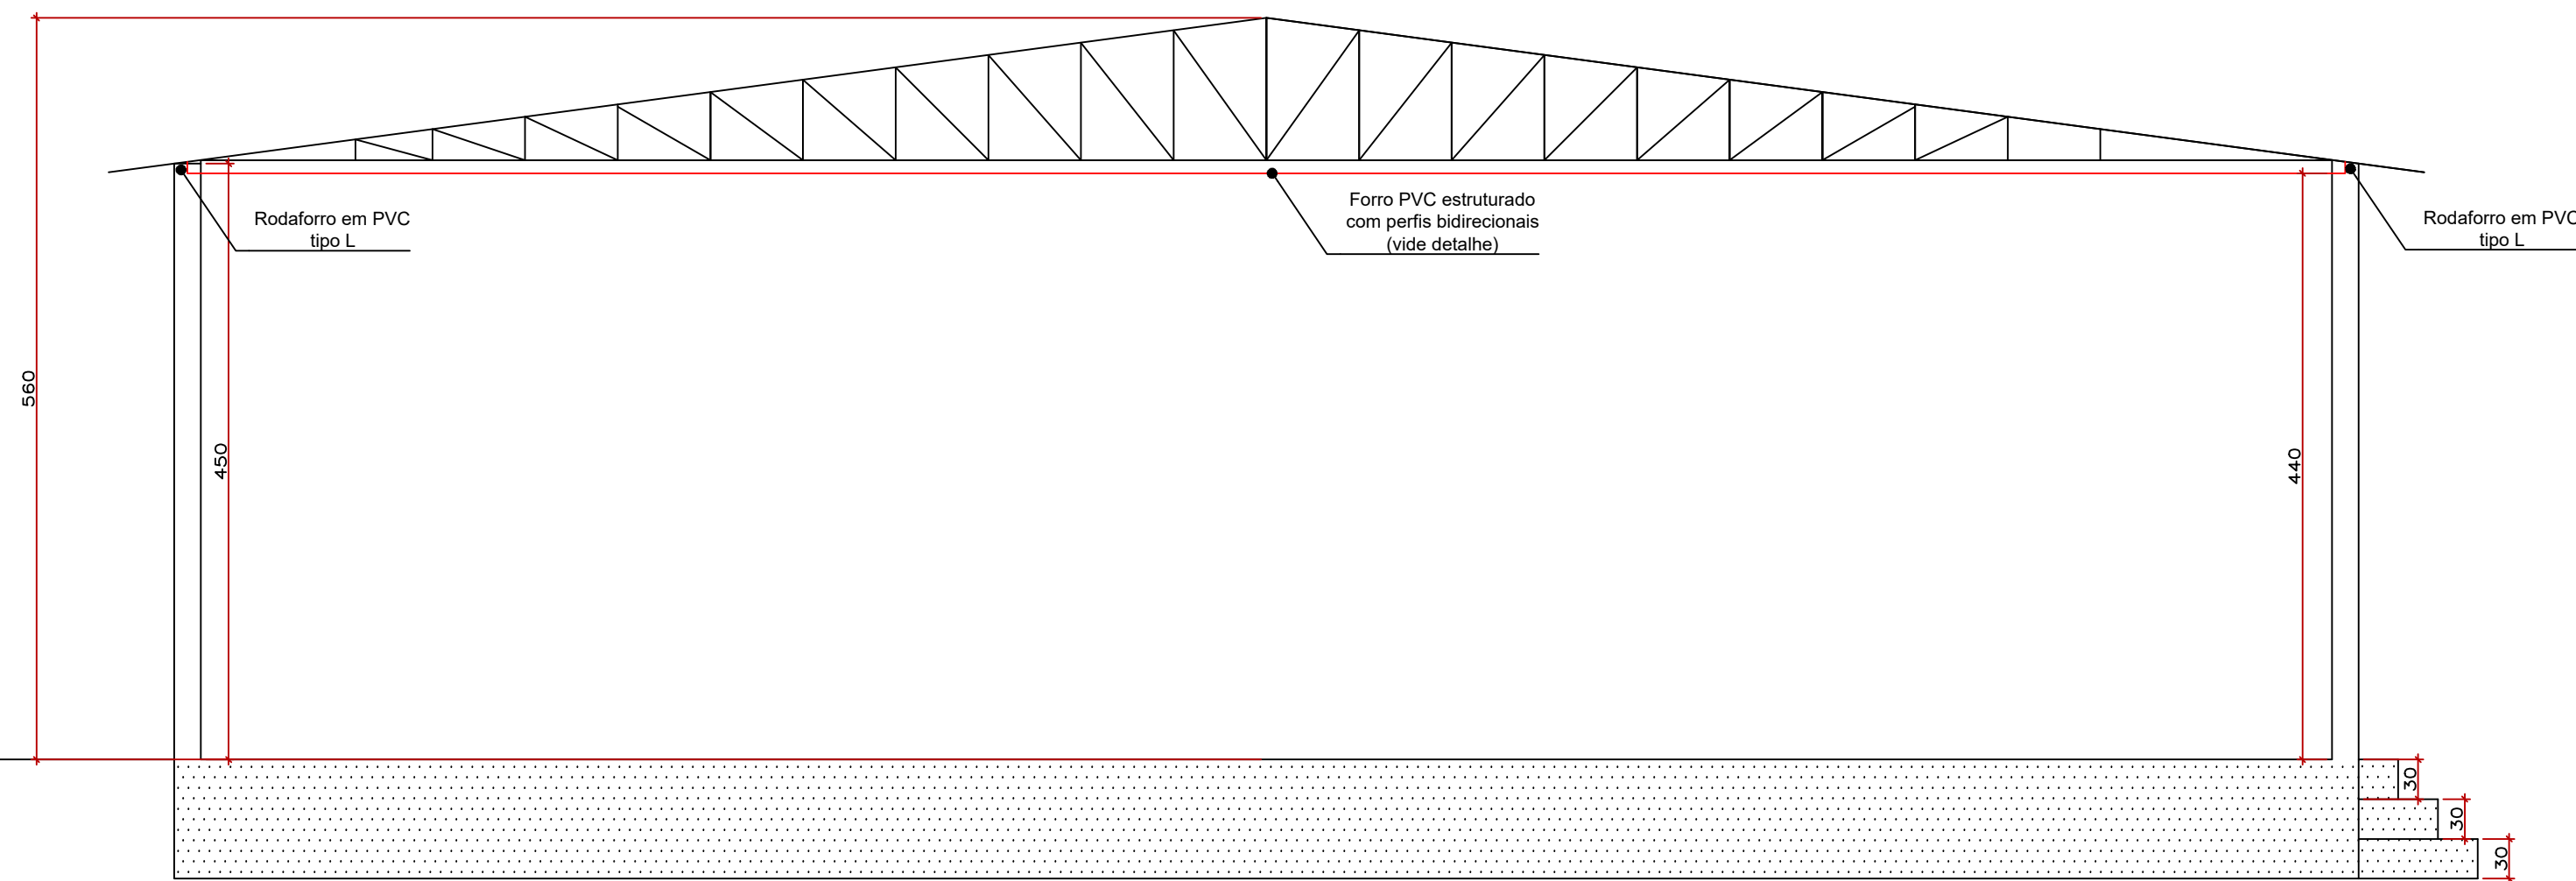 560
450
Rodaforro em PVC
tipo L
Forro PVC estruturado
com perfis bidirecionais
(vide detalhe)
440
Rodaforro em PVC
tipo L
30
30
30